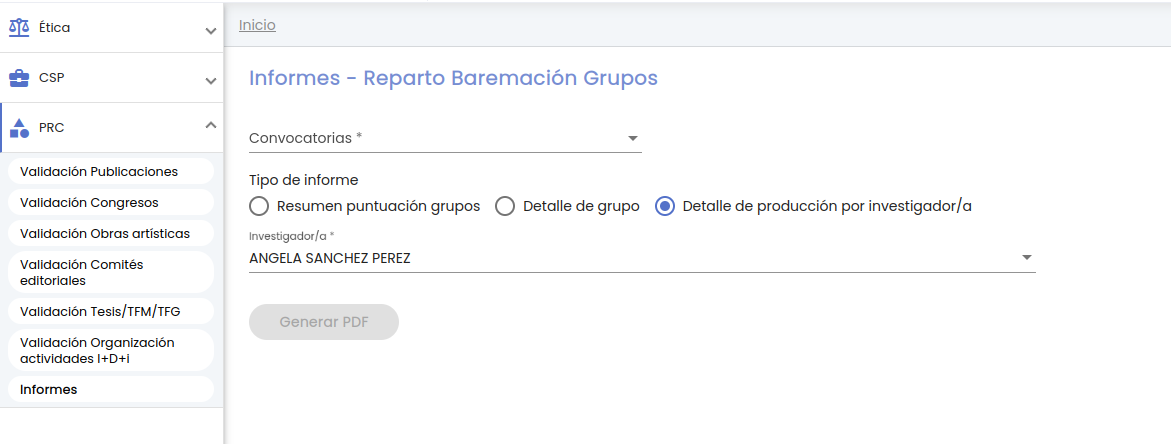 Ética
CSP
PRC
Validación Publicaciones
Validación Congresos
Validación Obras artísticas
Validación Comités
editoriales
Validación Tesis/TFM/TFG
Validación Organización
actividades I+D+i
Informes
Inicio
Informes - Reparto Baremación Grupos
Convocatorias *
Tipo de informe
Resumen puntuación grupos Detalle de grupo Detalle de producción por investigador/a
Investigador/a *
ANGELA SANCHEZ PEREZ
Generar PDF